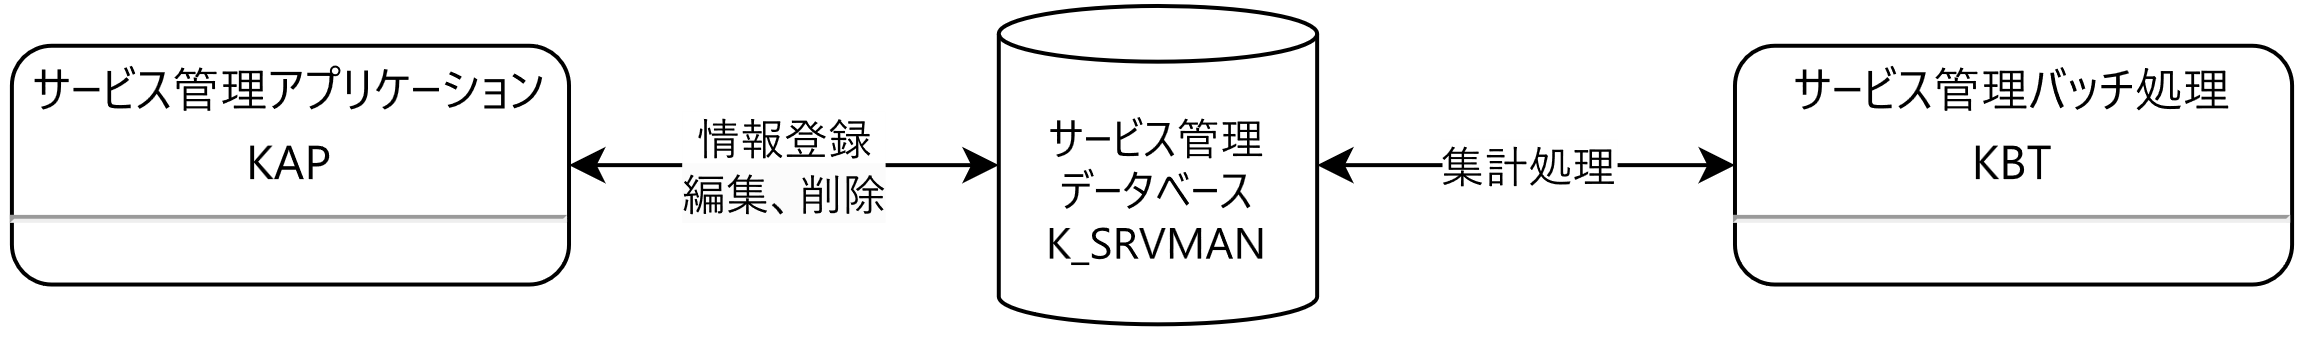 サービス管理アプリケーション
KAP
情報登録
編集、削除
サービス管理
データベース
K_SRVMAN
集計処理
サービス管理バッチ処理
KBT